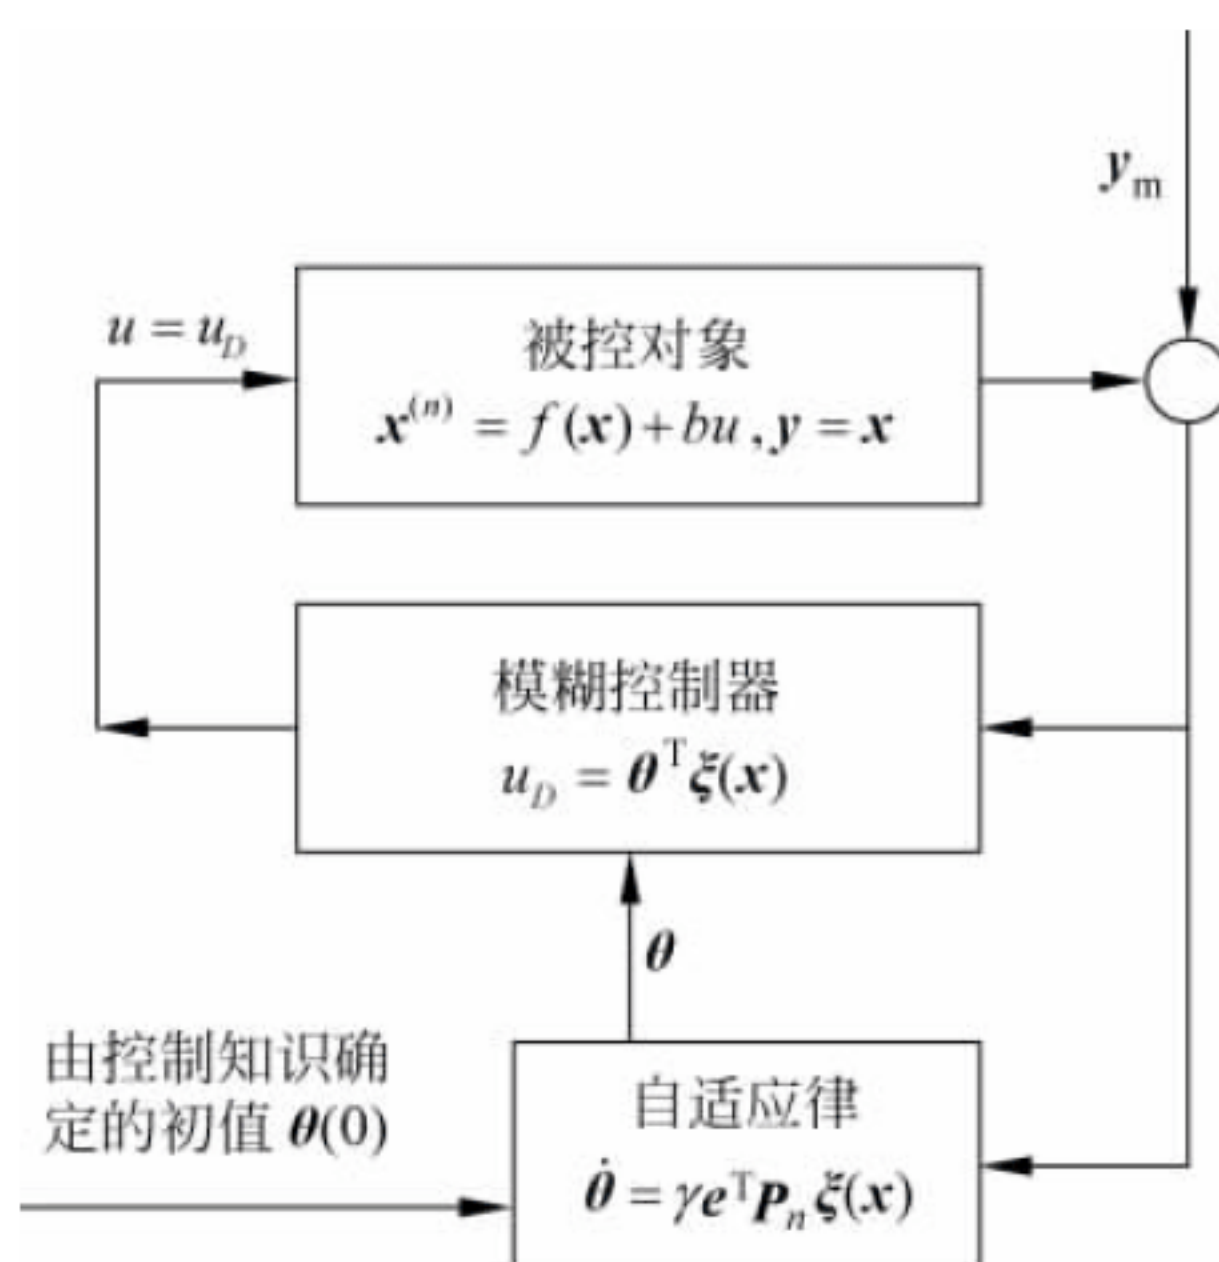 y_m
u = u_D
被控对象
x^(n) = f(x)+bu,y = x
模糊控制器
u_D = θ^T ξ(x)
θ
由控制知识确
定的初值 θ(0)
自适应律
θ̇ = γe^T P_n ξ(x)